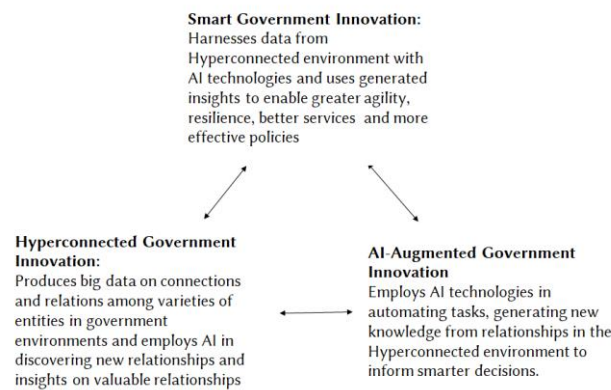 Smart Government Innovation:
Harnesses data from
Hyperconnected environment with
AI technologies and uses generated
insights to enable greater agility,
resilience, better services and more
effective policies
Hyperconnected Government
Innovation:
Produces big data on connections
and relations among varieties of
entities in government
environments and employs AI in
discovering new relationships and
insights on valuable relationships
AI-Augmented Government
Innovation
Employs AI technologies in
automating tasks, generating new
knowledge from relationships in the
Hyperconnected environment to
inform smarter decisions.